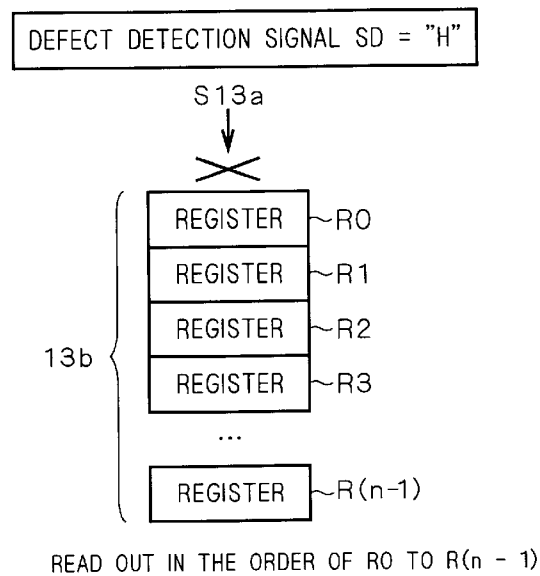 DEFECT DETECTION SIGNAL SD = "H"
S13a
REGISTER ~R0
REGISTER ~R1
REGISTER ~R2
REGISTER ~R3
13b
...
REGISTER ~R(n-1)
READ OUT IN THE ORDER OF R0 TO R(n - 1)